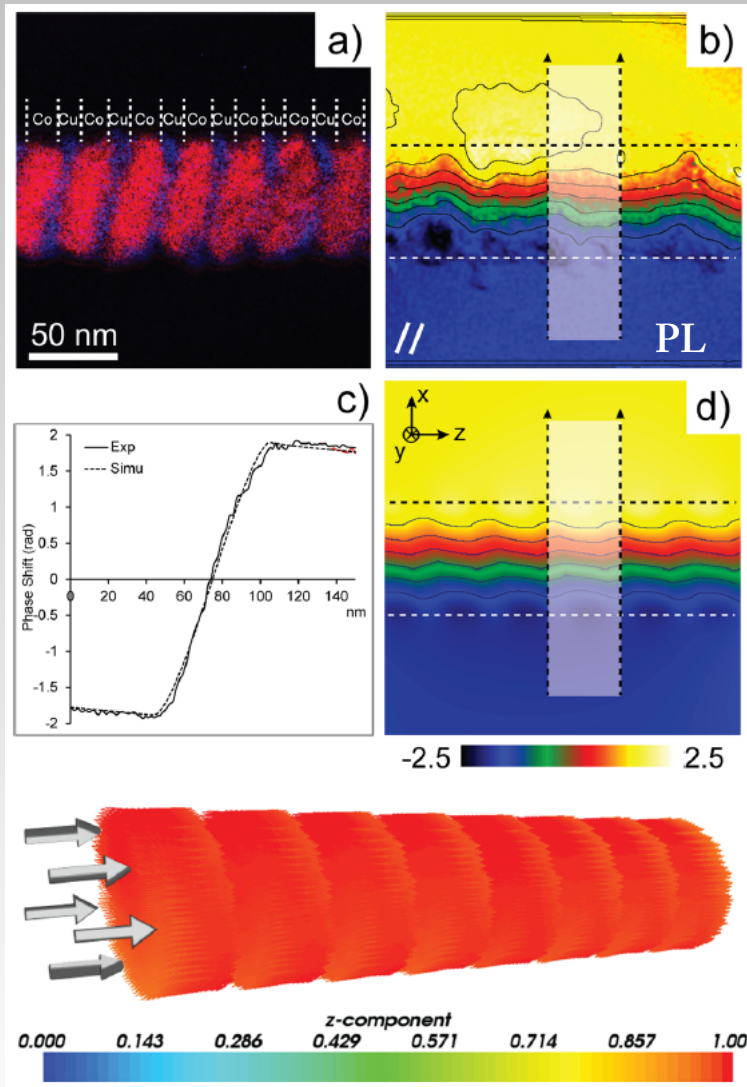 a)
Co Cu Co Cu Co Cu Co Cu Co Cu Co Cu Co
50 nm
b)
// PL
c)
Exp
Simu
Phase Shift (rad)
2
1.5
1
0.5
0
-0.5
-1
-1.5
-2
0 20 40 60 80 100 120 140
nm
d)
x
y z
-2.5 2.5
z-component
0.000 0.143 0.286 0.429 0.571 0.714 0.857 1.00